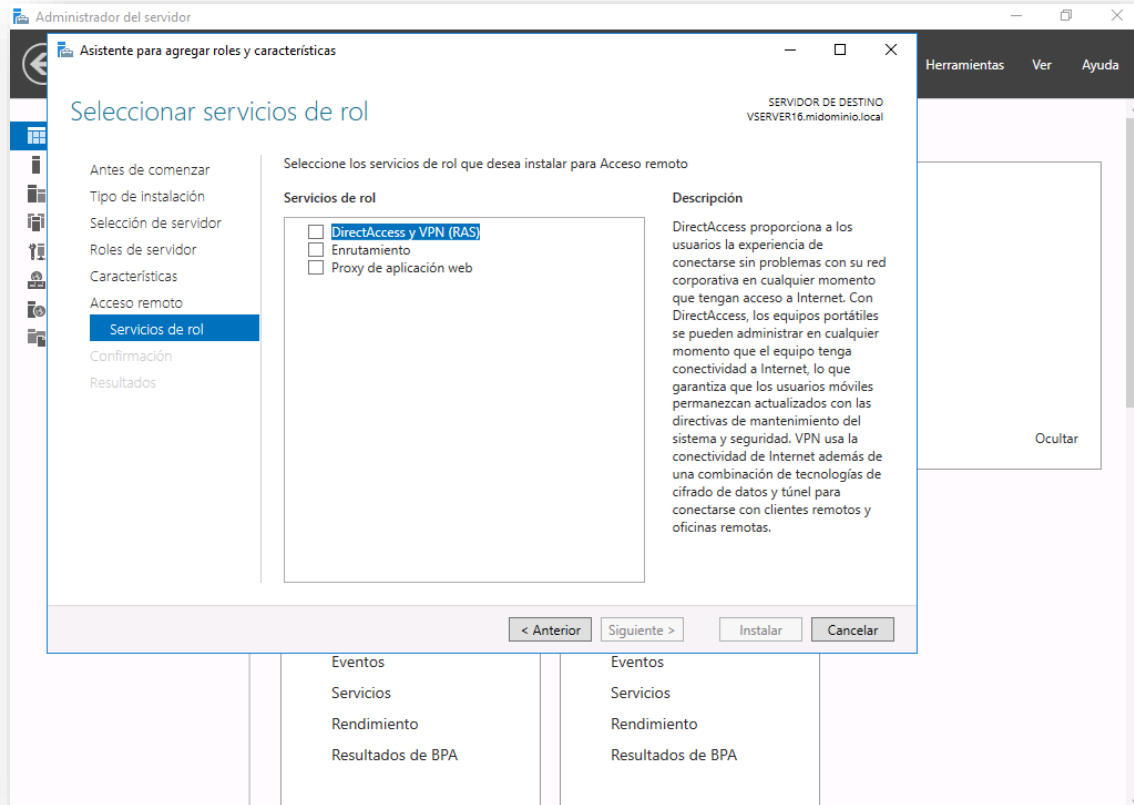 Administrador del servidor
Asistente para agregar roles y características
Herramientas Ver Ayuda
Seleccionar servicios de rol
SERVIDOR DE DESTINO
VSERVER16.midominio.local
Antes de comenzar
Tipo de instalación
Selección de servidor
Roles de servidor
Características
Acceso remoto
Servicios de rol
Confirmación
Resultados
Seleccione los servicios de rol que desea instalar para Acceso remoto
Servicios de rol
DirectAccess y VPN (RAS)
Enrutamiento
Proxy de aplicación web
Descripción
DirectAccess proporciona a los
usuarios la experiencia de
conectarse sin problemas con su red
corporativa en cualquier momento
que tengan acceso a Internet. Con
DirectAccess, los equipos portátiles
se pueden administrar en cualquier
momento que el equipo tenga
conectividad a Internet, lo que
garantiza que los usuarios móviles
permanezcan actualizados con las
directivas de mantenimiento del
sistema y seguridad. VPN usa la
conectividad de Internet además de
una combinación de tecnologías de
cifrado de datos y túnel para
conectarse con clientes remotos y
oficinas remotas.
Ocultar
< Anterior Siguiente > Instalar Cancelar
Eventos Eventos
Servicios Servicios
Rendimiento Rendimiento
Resultados de BPA Resultados de BPA